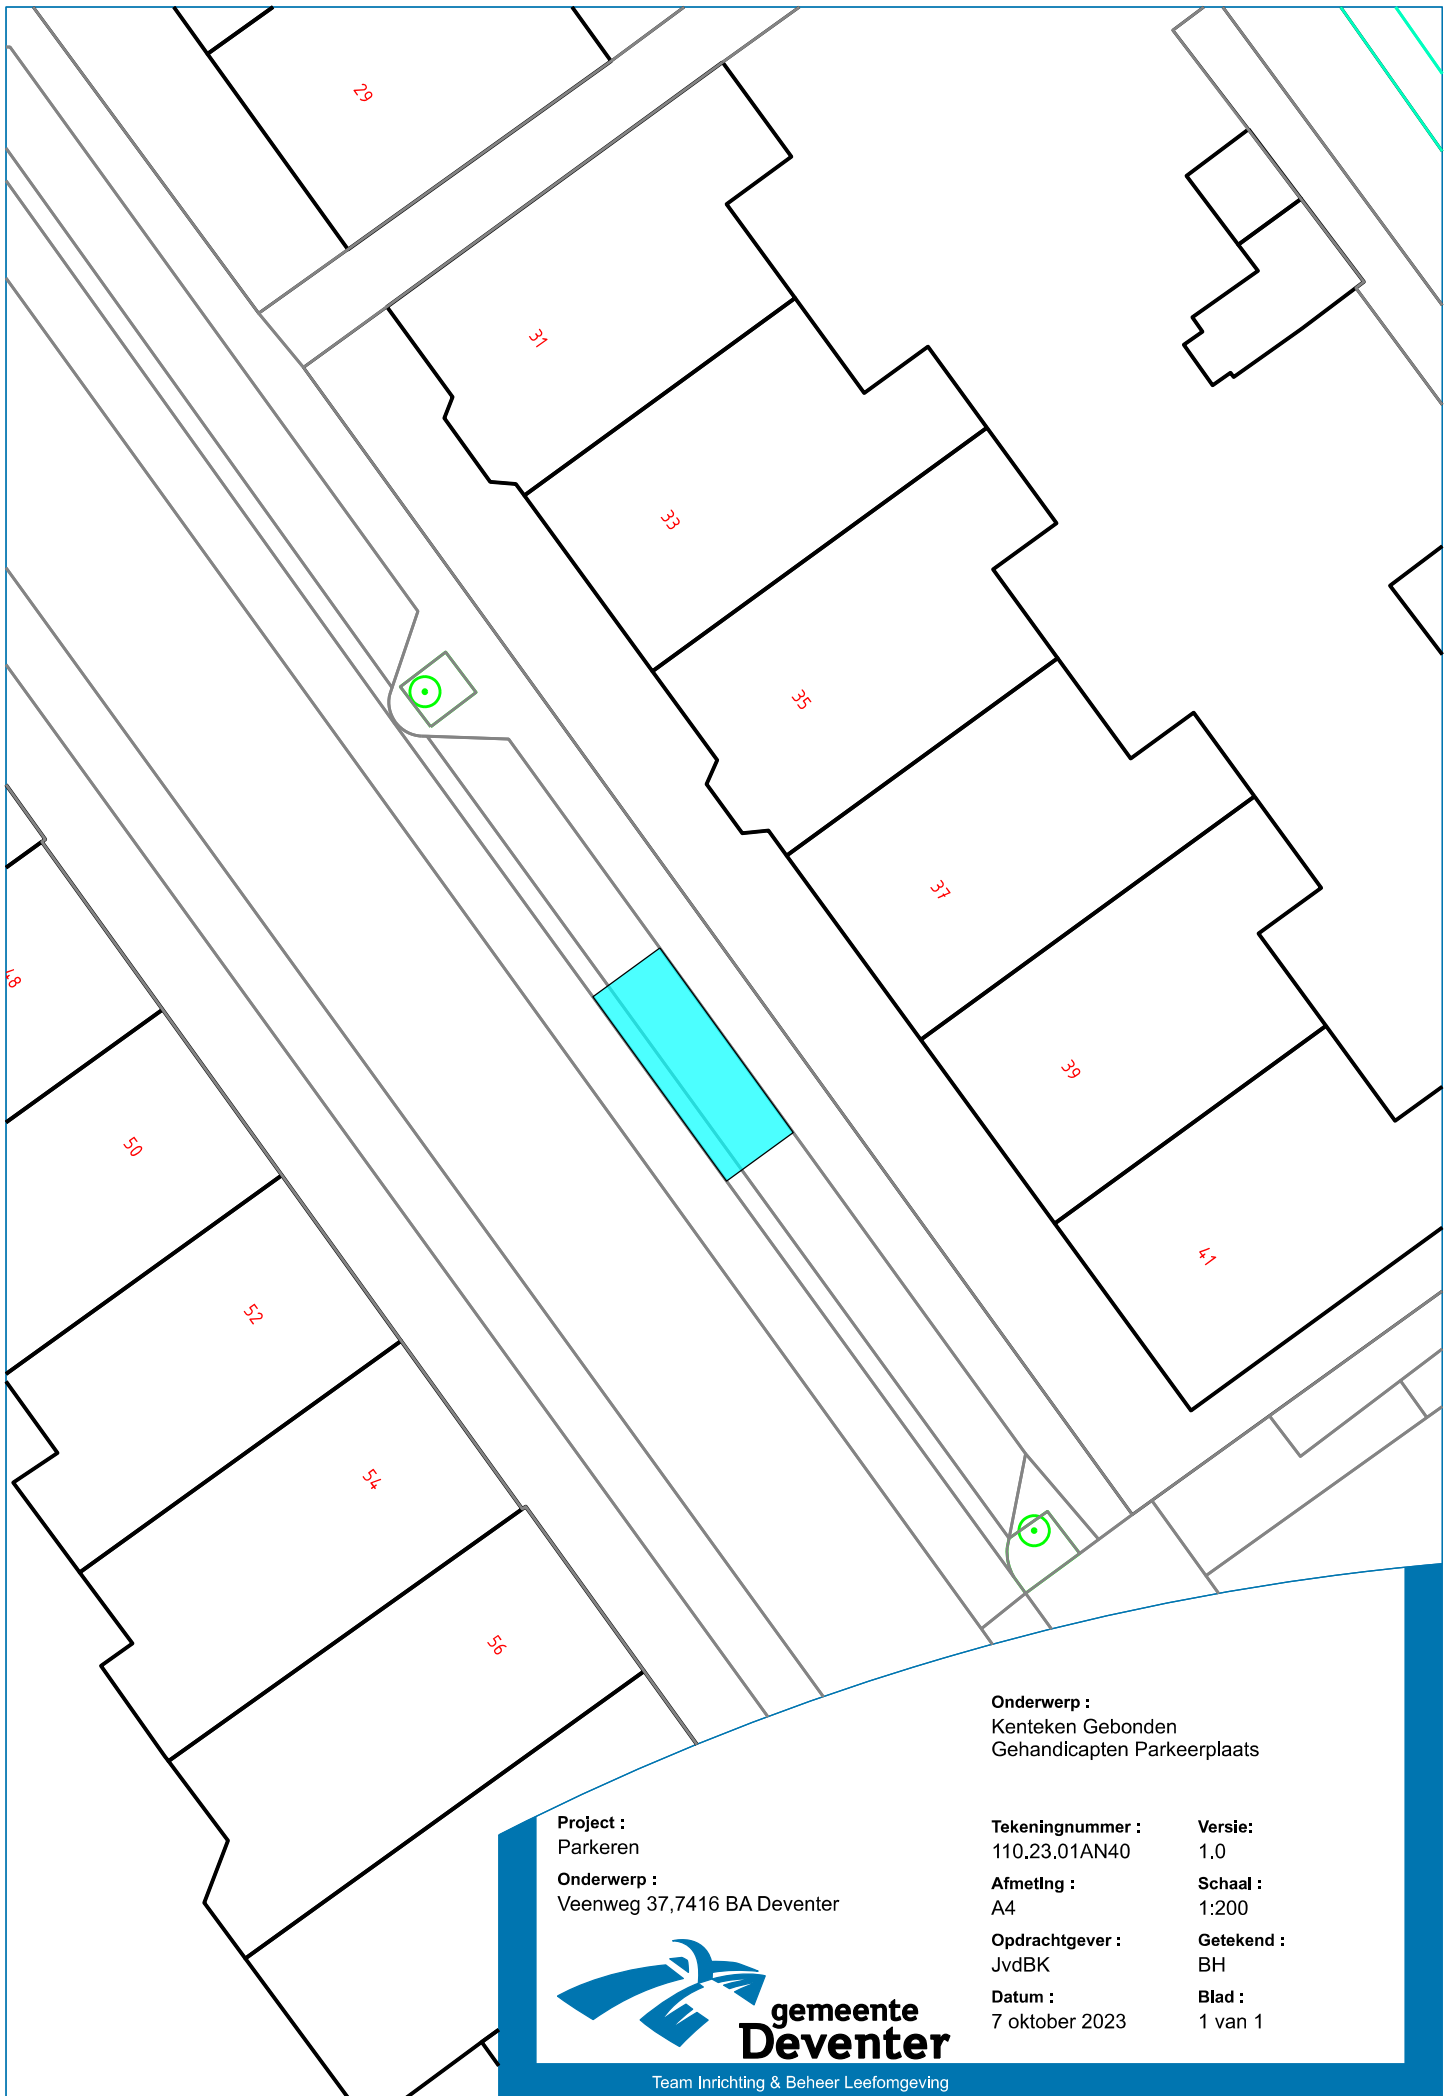 29
31
33
35
37
39
41
48
50
52
54
56
Onderwerp :
Kenteken Gebonden
Gehandicapten Parkeerplaats
Project :
Parkeren
Onderwerp :
Veenweg 37,7416 BA Deventer
Tekeningnummer :
110.23.01AN40
Versie:
1.0
Afmeting :
A4
Schaal :
1:200
Opdrachtgever :
JvdBK
Getekend :
BH
Datum :
7 oktober 2023
Blad :
1 van 1
gemeente
Deventer
Team Inrichting & Beheer Leefomgeving